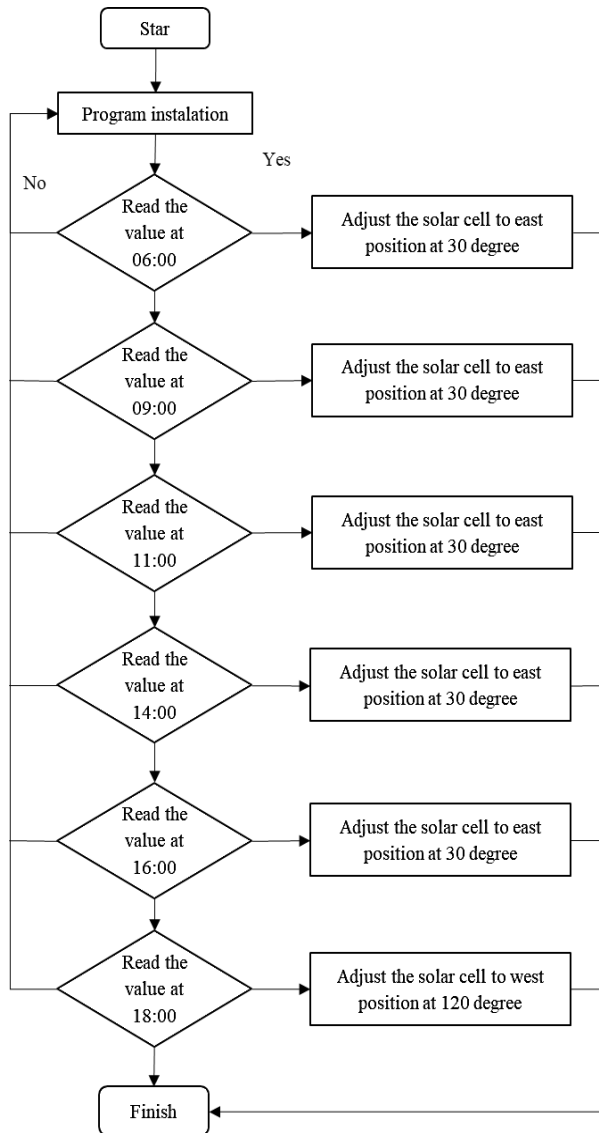 Star
Program instalation
Yes
No
Read the
value at
06:00
Adjust the solar cell to east
position at 30 degree
Read the
value at
09:00
Adjust the solar cell to east
position at 30 degree
Read the
value at
11:00
Adjust the solar cell to east
position at 30 degree
Read the
value at
14:00
Adjust the solar cell to east
position at 30 degree
Read the
value at
16:00
Adjust the solar cell to east
position at 30 degree
Read the
value at
18:00
Adjust the solar cell to west
position at 120 degree
Finish